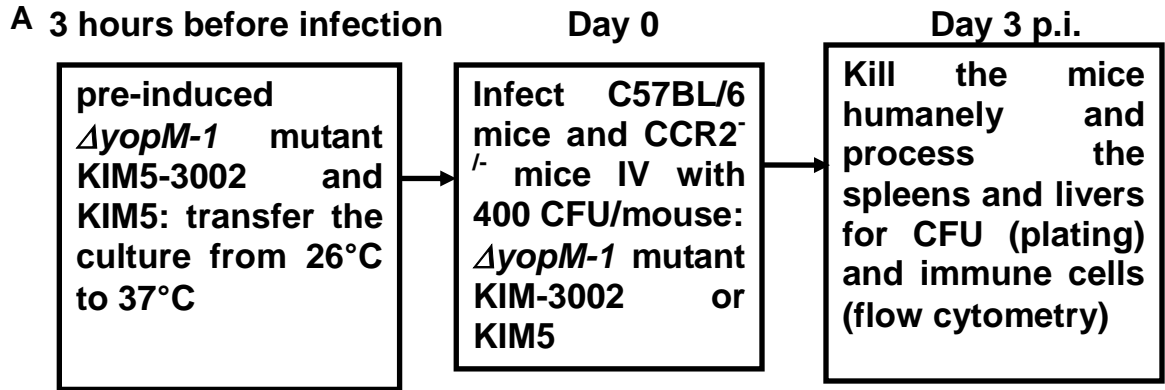 A 3 hours before infection Day 0 Day 3 p.i.
pre-induced
ΔyopM-1 mutant
KIM5-3002 and
KIM5: transfer the
culture from 26°C
to 37°C
Infect C57BL/6
mice and CCR2-
/- mice IV with
400 CFU/mouse:
ΔyopM-1 mutant
KIM-3002 or
KIM5
Kill the mice
humanely and
process the
spleens and livers
for CFU (plating)
and immune cells
(flow cytometry)